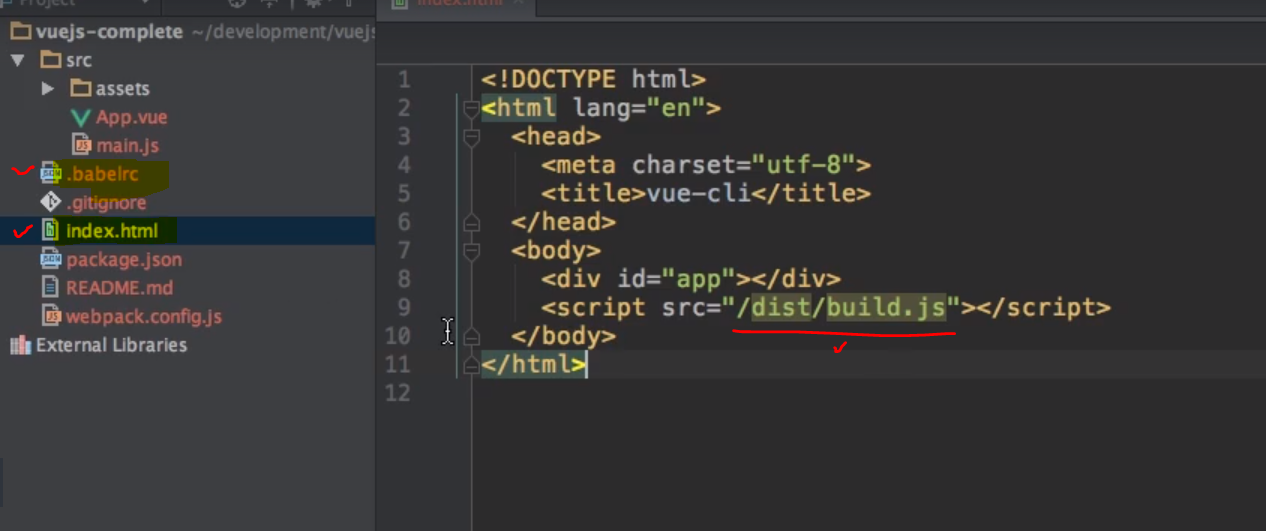 Project
index.html
vuejs-complete ~/development/vuejs
src
assets
App.vue
main.js
.babelrc
.gitignore
index.html
package.json
README.md
webpack.config.js
External Libraries
1 <!DOCTYPE html>
2 <html lang="en">
3 <head>
4 <meta charset="utf-8">
5 <title>vue-cli</title>
6 </head>
7 <body>
8 <div id="app"></div>
9 <script src="/dist/build.js"></script>
10 </body>
11 </html>
12